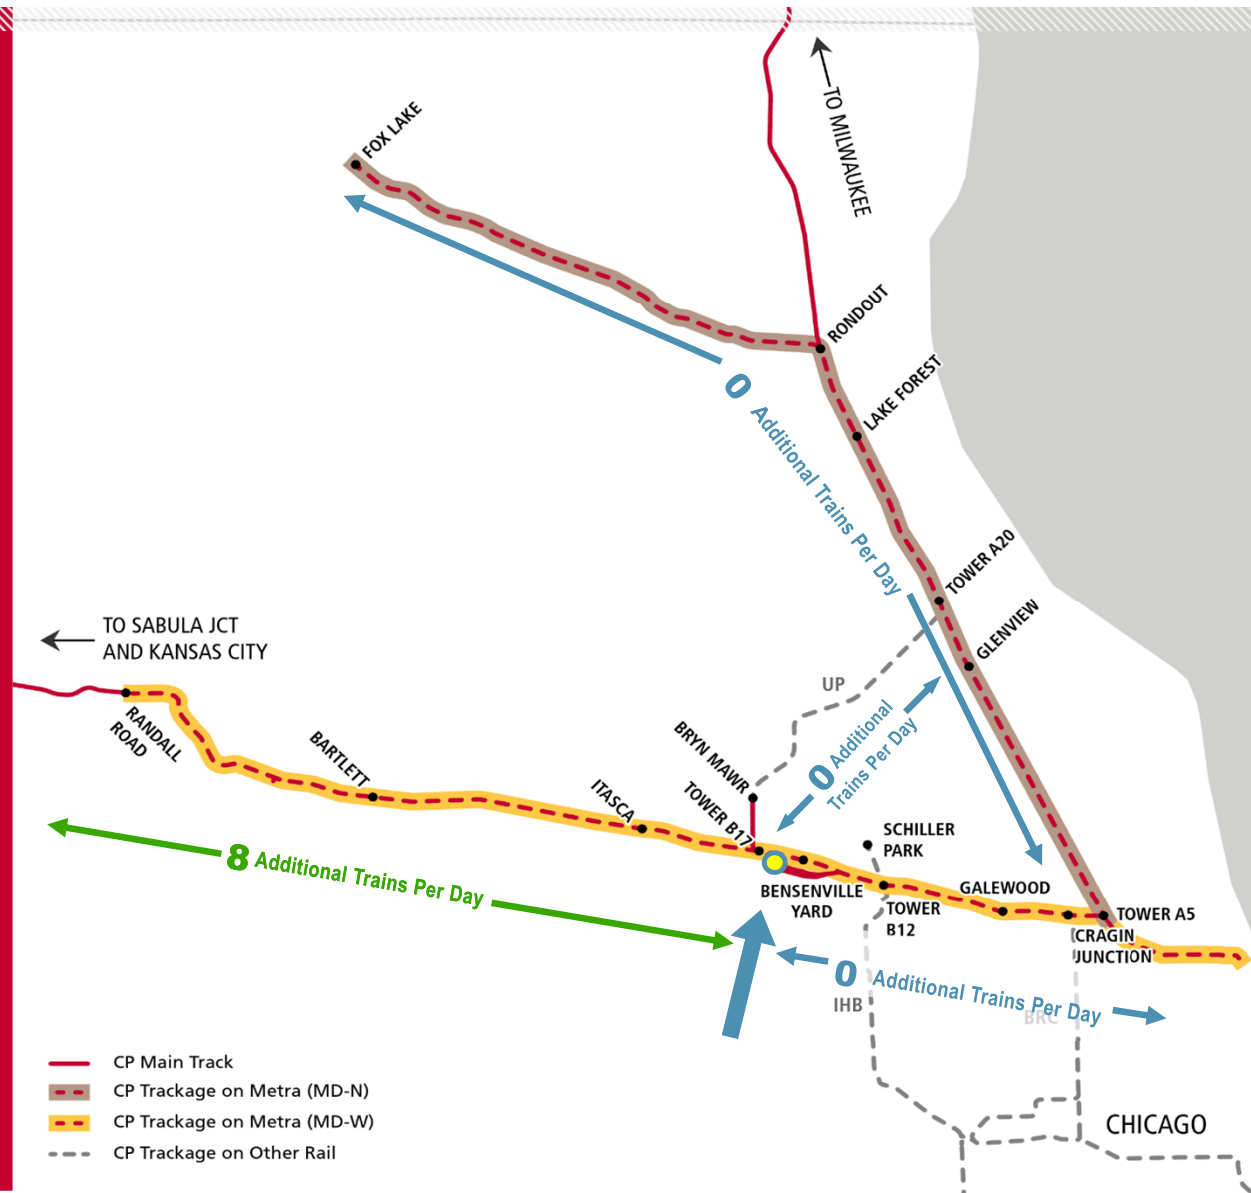 FOX LAKE
TO MILWAUKEE
RONDOUT
LAKE FOREST
0 Additional Trains Per Day
TOWER A20
GLENVIEW
TO SABULA JCT
AND KANSAS CITY
UP
RANDALL
ROAD
BARTLETT
ITASCA
BRYN MAWR
TOWER B17
0 Additional
Trains Per Day
SCHILLER
PARK
8 Additional Trains Per Day
BENSENVILLE
YARD
GALEWOOD
TOWER
B12
TOWER A5
CRAGIN
JUNCTION
0 Additional Trains Per Day
IHB
BRC
CP Main Track
CP Trackage on Metra (MD-N)
CP Trackage on Metra (MD-W)
CP Trackage on Other Rail
CHICAGO